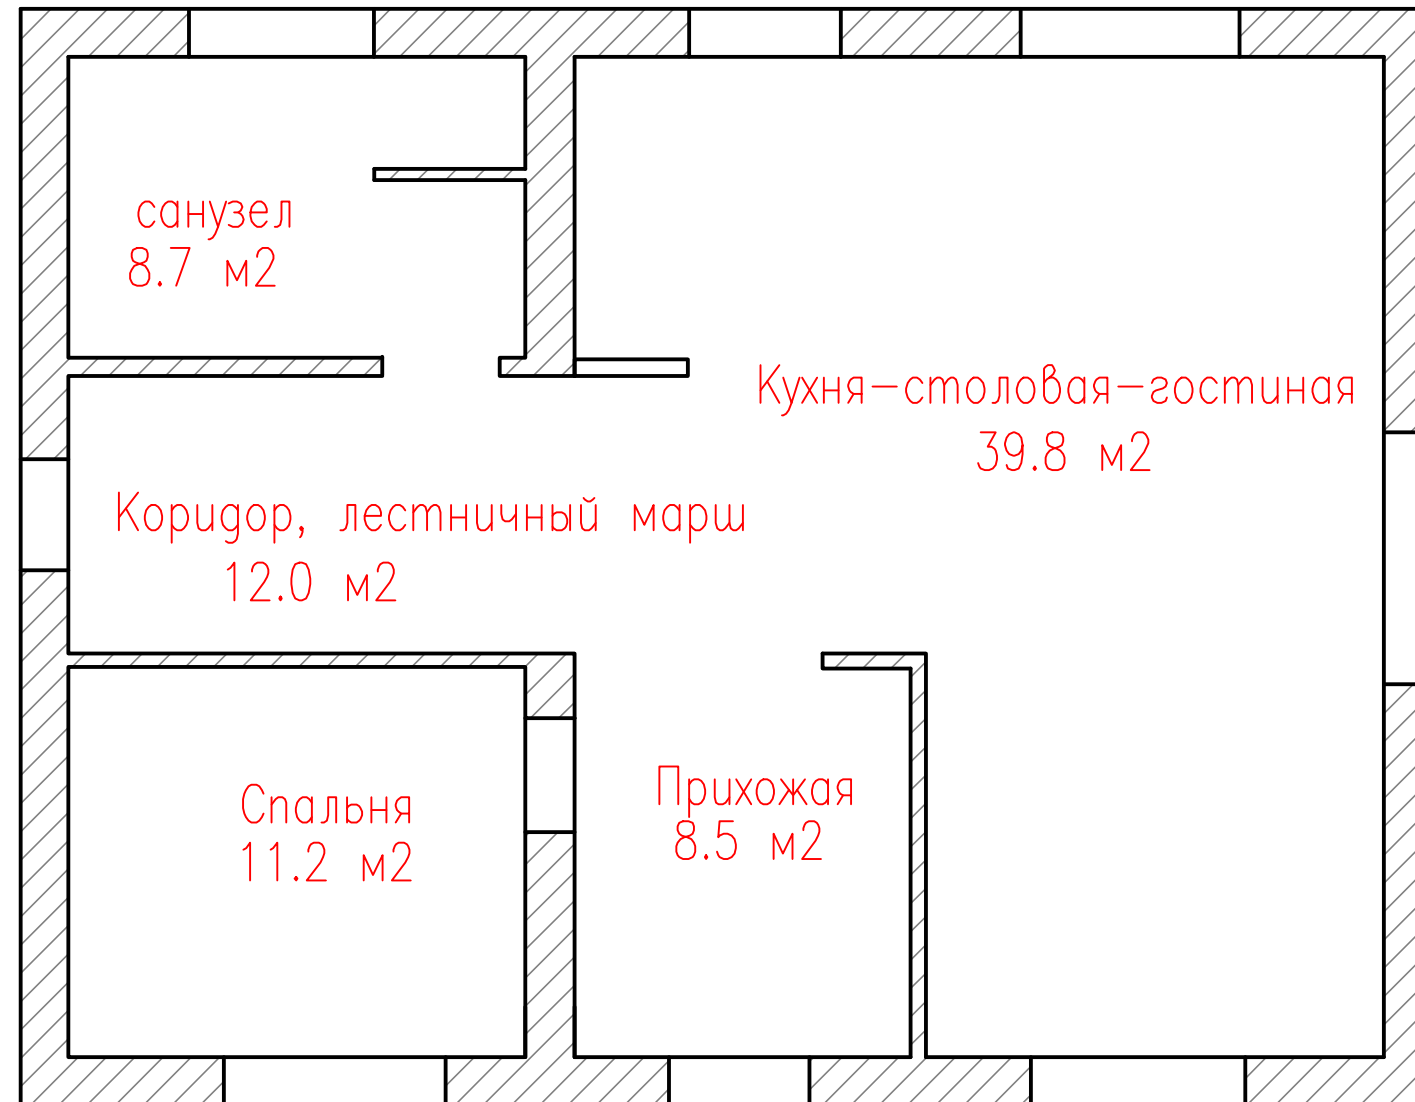 санузел
8.7 м2
Кухня-столовая-гостиная
39.8 м2
Коридор, лестничный марш
12.0 м2
Спальня
11.2 м2
Прихожая
8.5 м2